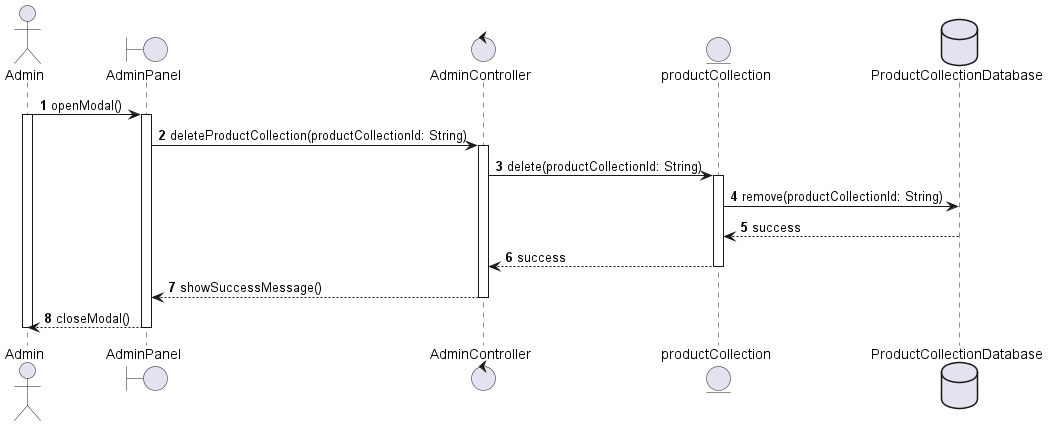 Admin
AdminPanel
AdminController
productCollection
ProductCollectionDatabase
1 openModal()
2 deleteProductCollection(productCollectionId: String)
3 delete(productCollectionId: String)
4 remove(productCollectionId: String)
5 success
6 success
7 showSuccessMessage()
8 closeModal()
Admin
AdminPanel
AdminController
productCollection
ProductCollectionDatabase